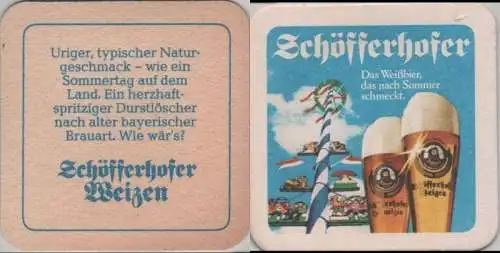 Uriger, typischer Natur-
geschmack – wie ein
Sommertag auf dem
Land. Ein herzhaft-
spritziger Durstlöscher
nach alter bayerischer
Brauart. Wie wär's?
Schöfferhofer
Weizen
Schöfferhofer
Das Weißbier,
das nach Sommer
schmeckt.